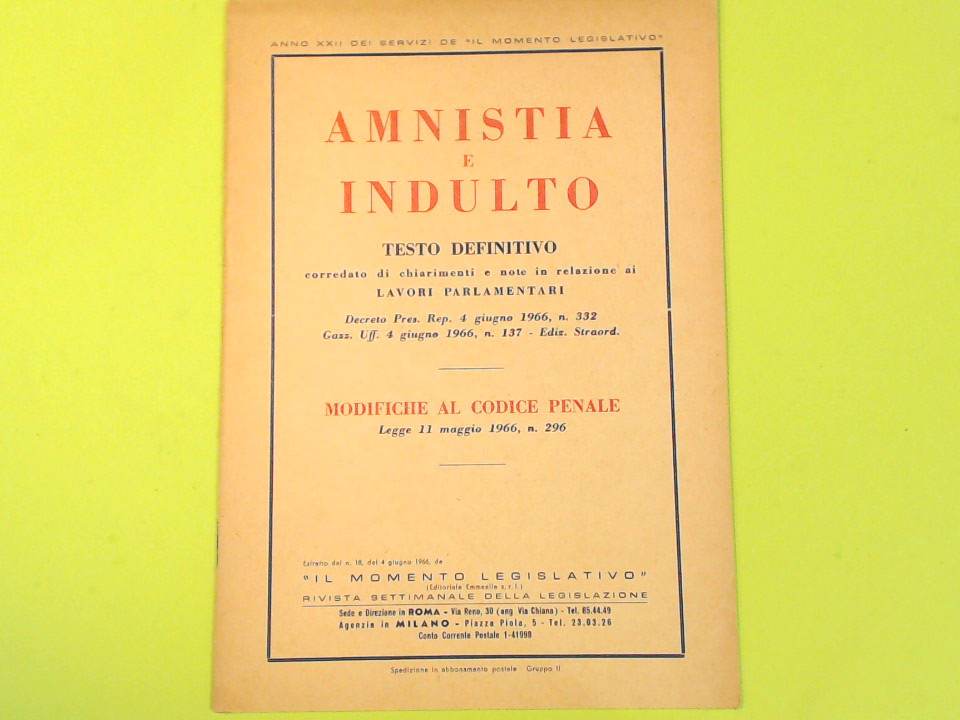 ANNO XXII DEI SERVIZI DE "IL MOMENTO LEGISLATIVO"
AMNISTIA
E
INDULTO
TESTO DEFINITIVO
corredato di chiarimenti e note in relazione ai
LAVORI PARLAMENTARI
Decreto Pres. Rep. 4 giugno 1966, n. 332
Gazz. Uff. 4 giugno 1966, n. 137 - Ediz. Straord.
MODIFICHE AL CODICE PENALE
Legge 11 maggio 1966, n. 296
Estratto dal n. 18, del 4 giugno 1966, de
"IL MOMENTO LEGISLATIVO"
(Editoriale Emmeelle s.r.l.)
RIVISTA SETTIMANALE DELLA LEGISLAZIONE
Sede e Direzione in ROMA - Via Reno, 30 (ang Via Chiana) - Tel. 85.44.49
Agenzia in MILANO - Piazza Piola, 5 - Tel. 23.03.26
Conto Corrente Postale 1-41998
Spedizione in abbonamento postale - Gruppo II